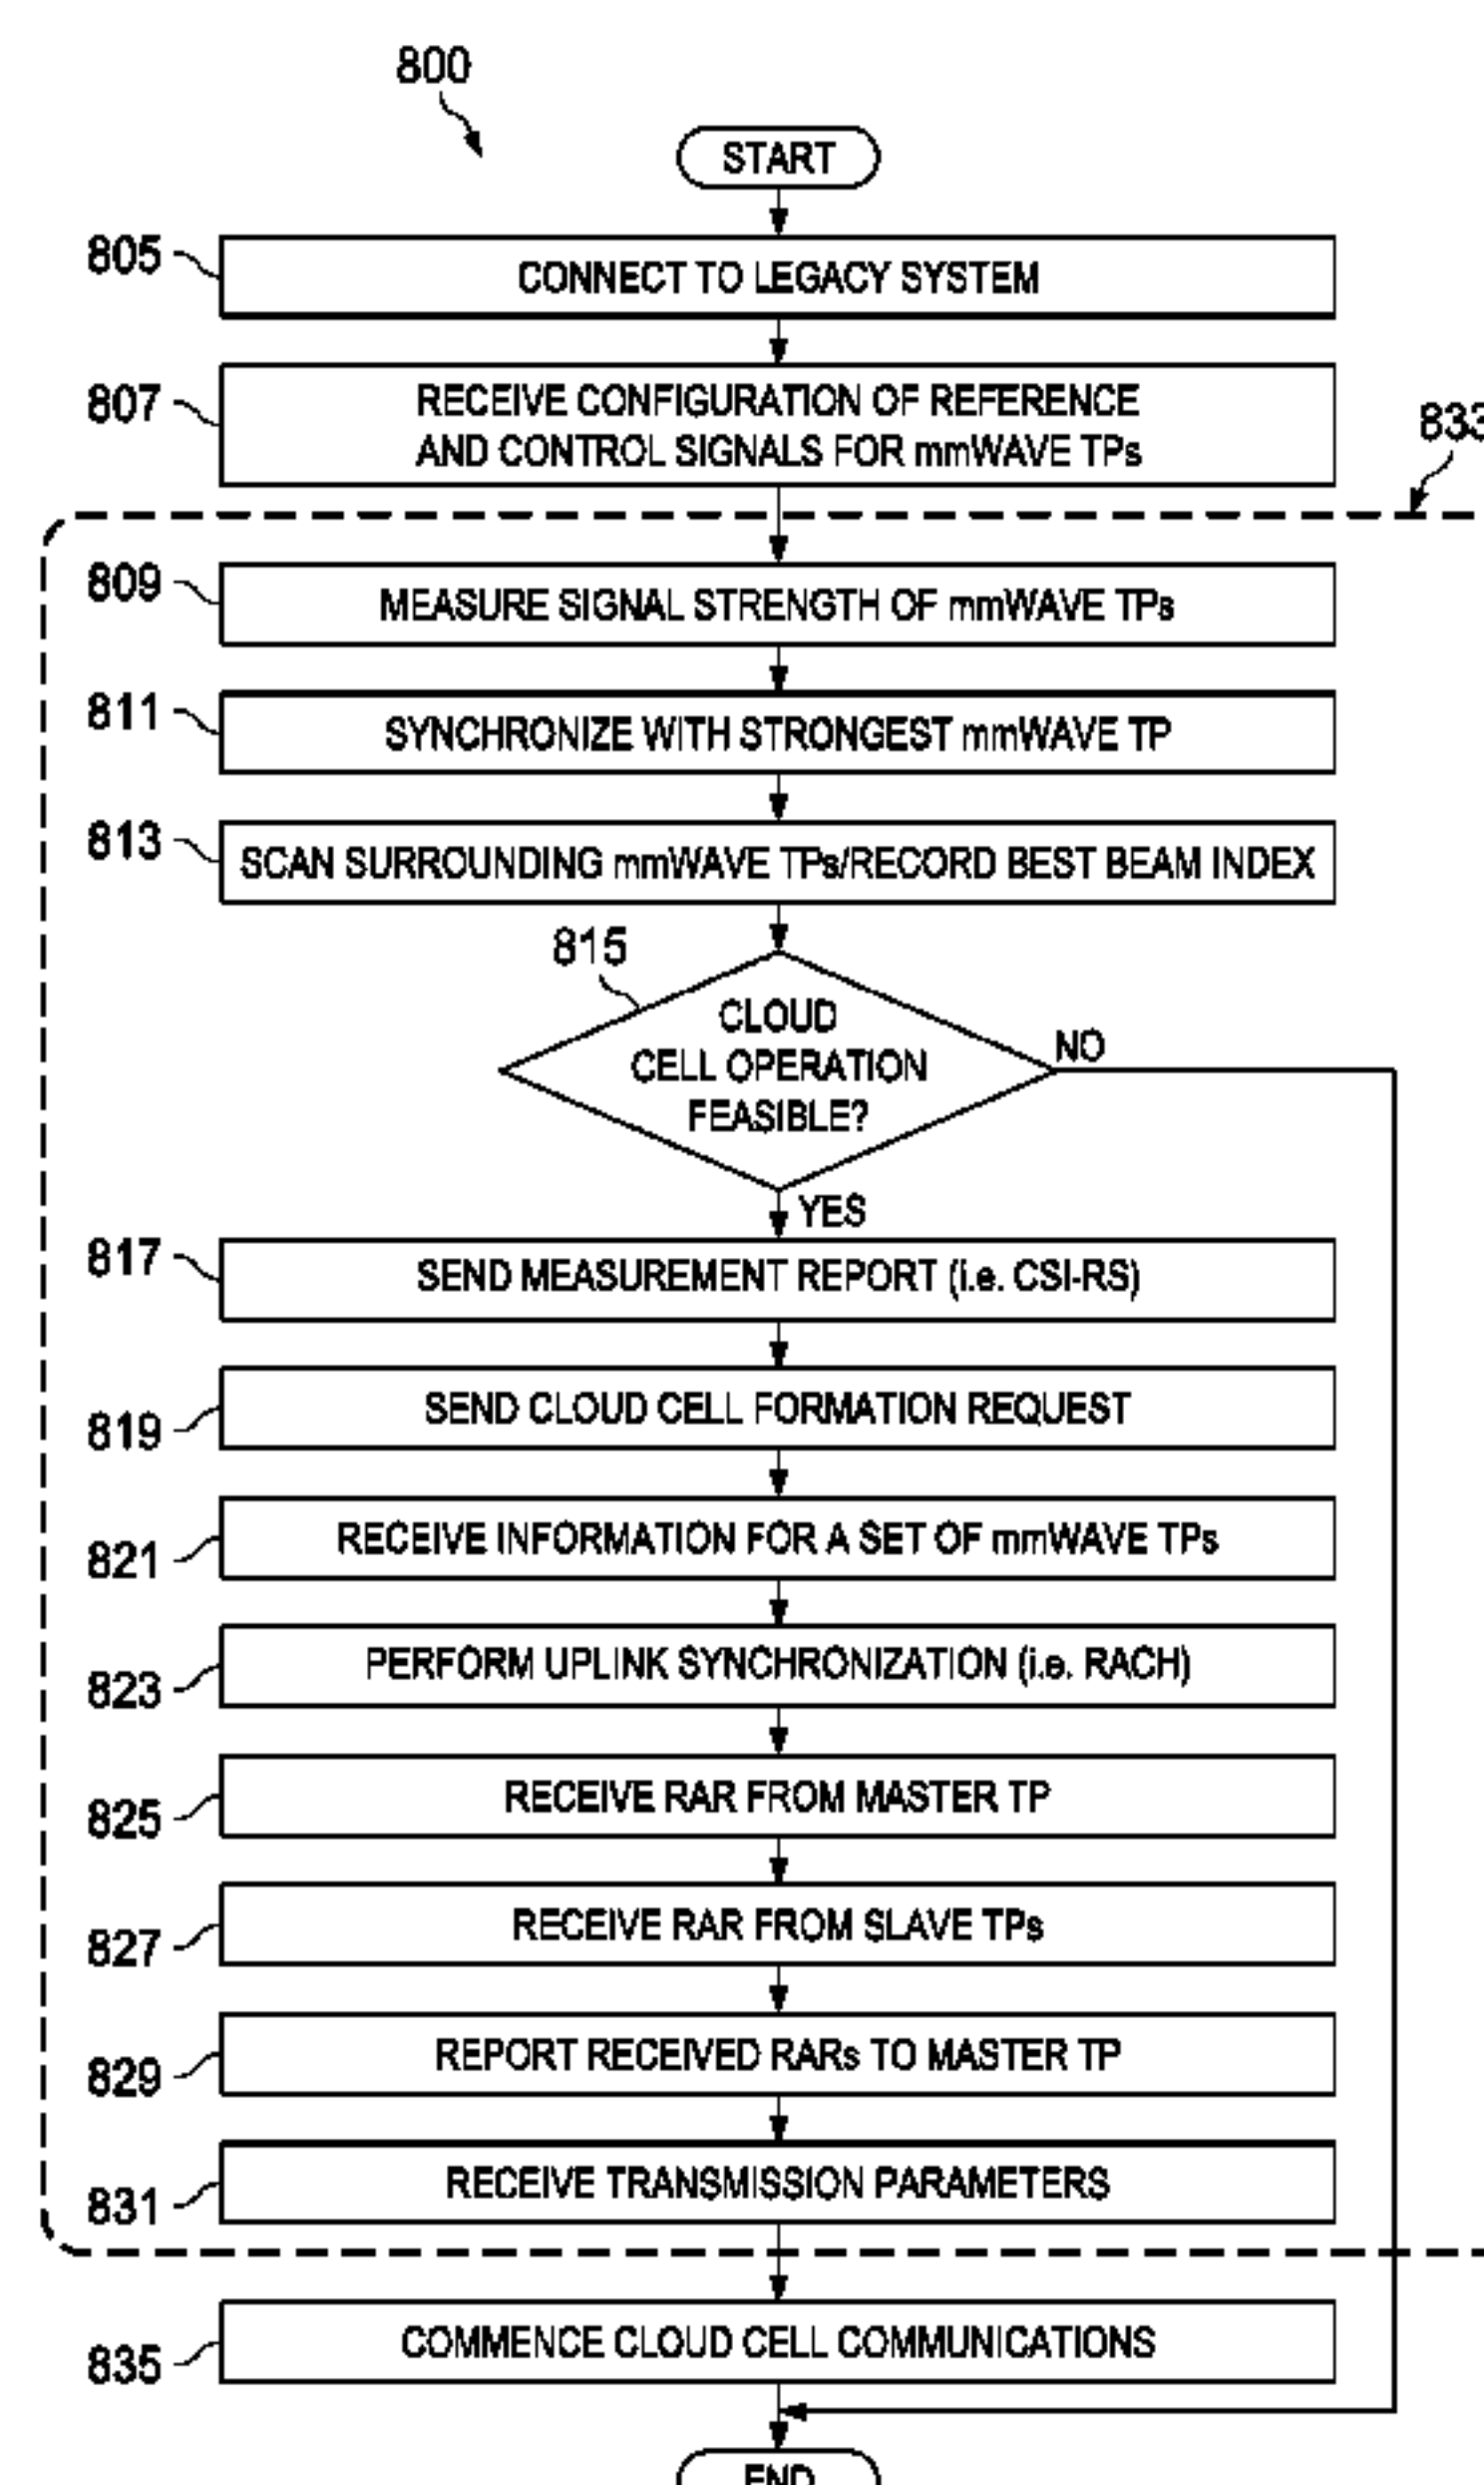 800
START
805
CONNECT TO LEGACY SYSTEM
807
RECEIVE CONFIGURATION OF REFERENCE
AND CONTROL SIGNALS FOR mmWAVE TPs
833
809
MEASURE SIGNAL STRENGTH OF mmWAVE TPs
811
SYNCHRONIZE WITH STRONGEST mmWAVE TP
813
SCAN SURROUNDING mmWAVE TPs/RECORD BEST BEAM INDEX
815
CLOUD
CELL OPERATION
FEASIBLE?
NO
YES
817
SEND MEASUREMENT REPORT (i.e. CSI-RS)
819
SEND CLOUD CELL FORMATION REQUEST
821
RECEIVE INFORMATION FOR A SET OF mmWAVE TPs
823
PERFORM UPLINK SYNCHRONIZATION (i.e. RACH)
825
RECEIVE RAR FROM MASTER TP
827
RECEIVE RAR FROM SLAVE TPs
829
REPORT RECEIVED RARs TO MASTER TP
831
RECEIVE TRANSMISSION PARAMETERS
835
COMMENCE CLOUD CELL COMMUNICATIONS
END